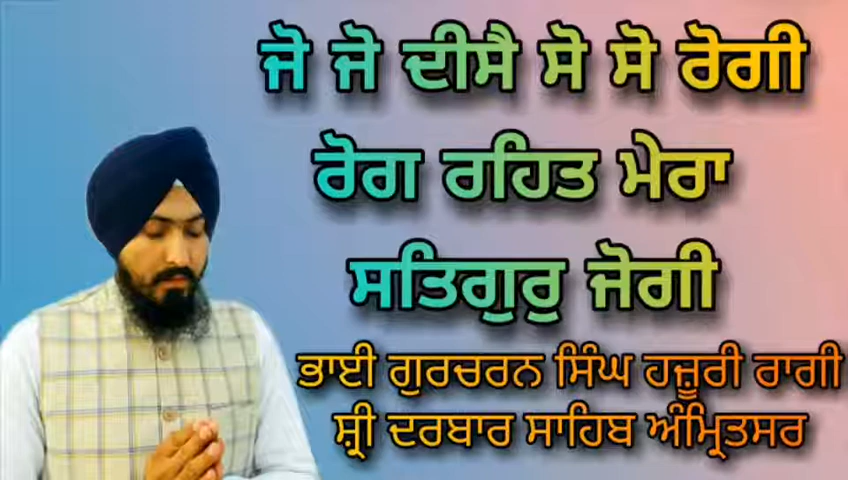 ਜੋ ਜੋ ਦੀਸੈ ਸੋ ਸੋ ਰੋਗੀ
ਰੋਗ ਰਹਿਤ ਮੇਰਾ
ਸਤਿਗੁਰੁ ਜੋਗੀ
ਭਾਈ ਗੁਰਚਰਨ ਸਿੰਘ ਹਜ਼ੂਰੀ ਰਾਗੀ
ਸ਼੍ਰੀ ਦਰਬਾਰ ਸਾਹਿਬ ਅੰਮ੍ਰਿਤਸਰ